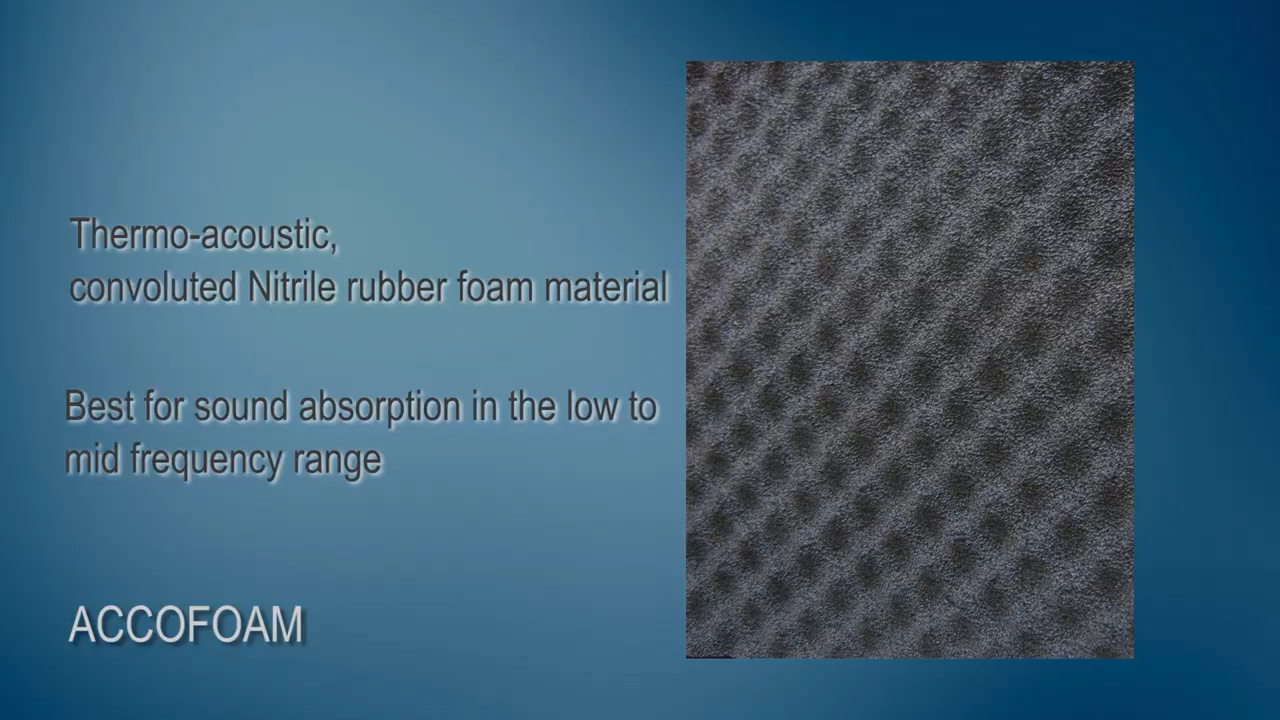 Thermo-acoustic,
convoluted Nitrile rubber foam material
Best for sound absorption in the low to
mid frequency range
ACCOFOAM